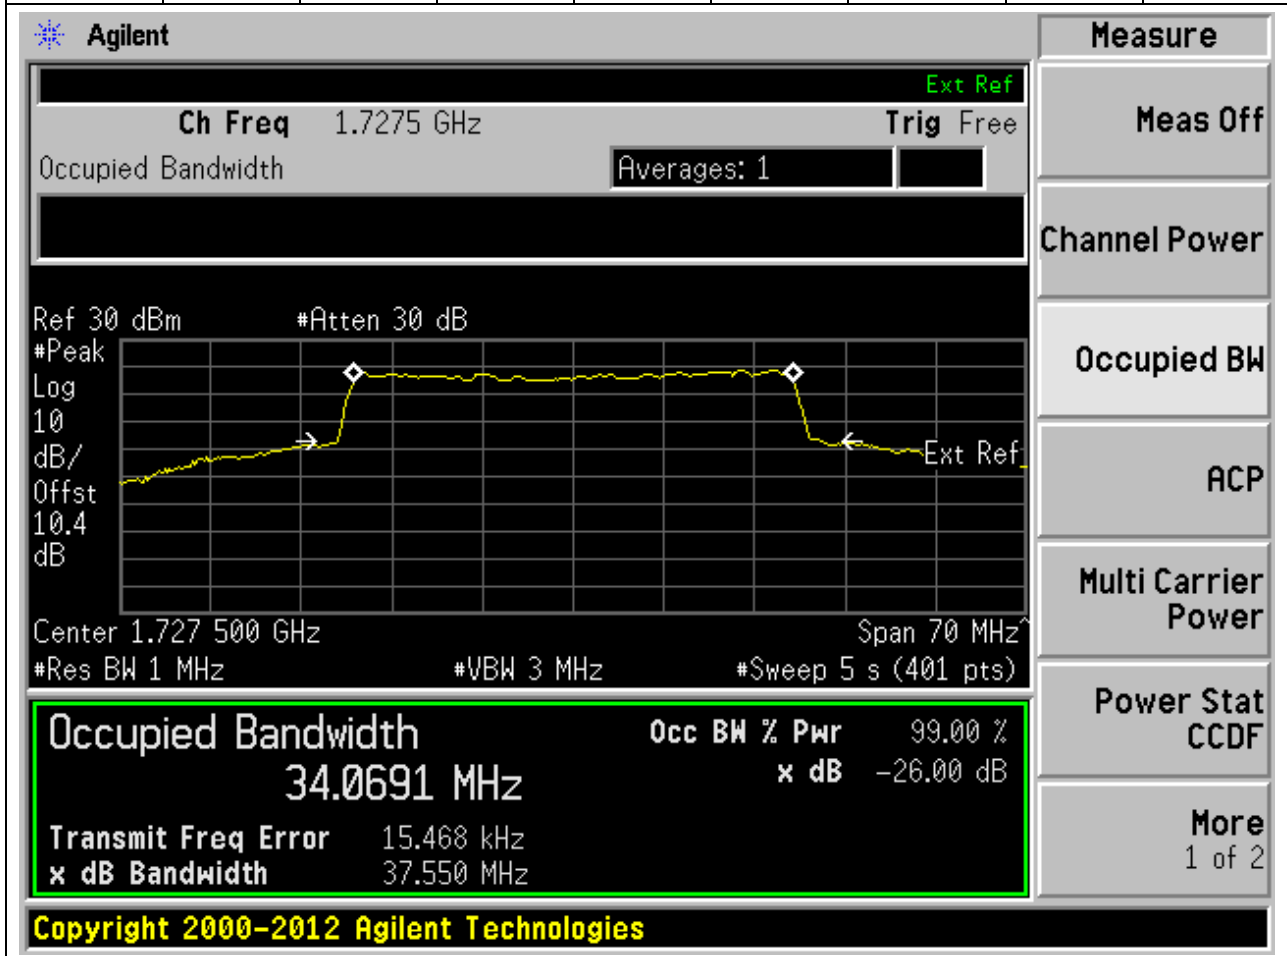 Agilent
Measure
Ext Ref
Ch Freq 1.7275 GHz Trig Free
Meas Off
Occupied Bandwidth Averages: 1
Channel Power
Ref 30 dBm #Atten 30 dB
#Peak
Log
10
dB/
Offst
10.4
dB
Ext Ref
Occupied BW
ACP
Center 1.727 500 GHz Span 70 MHz^
#Res BW 1 MHz #VBW 3 MHz #Sweep 5 s (401 pts)
Multi Carrier
Power
Occupied Bandwidth Occ BW % Pwr 99.00 %
34.0691 MHz x dB -26.00 dB
Transmit Freq Error 15.468 kHz
x dB Bandwidth 37.550 MHz
Power Stat
CCDF
More
1 of 2
Copyright 2000-2012 Agilent Technologies